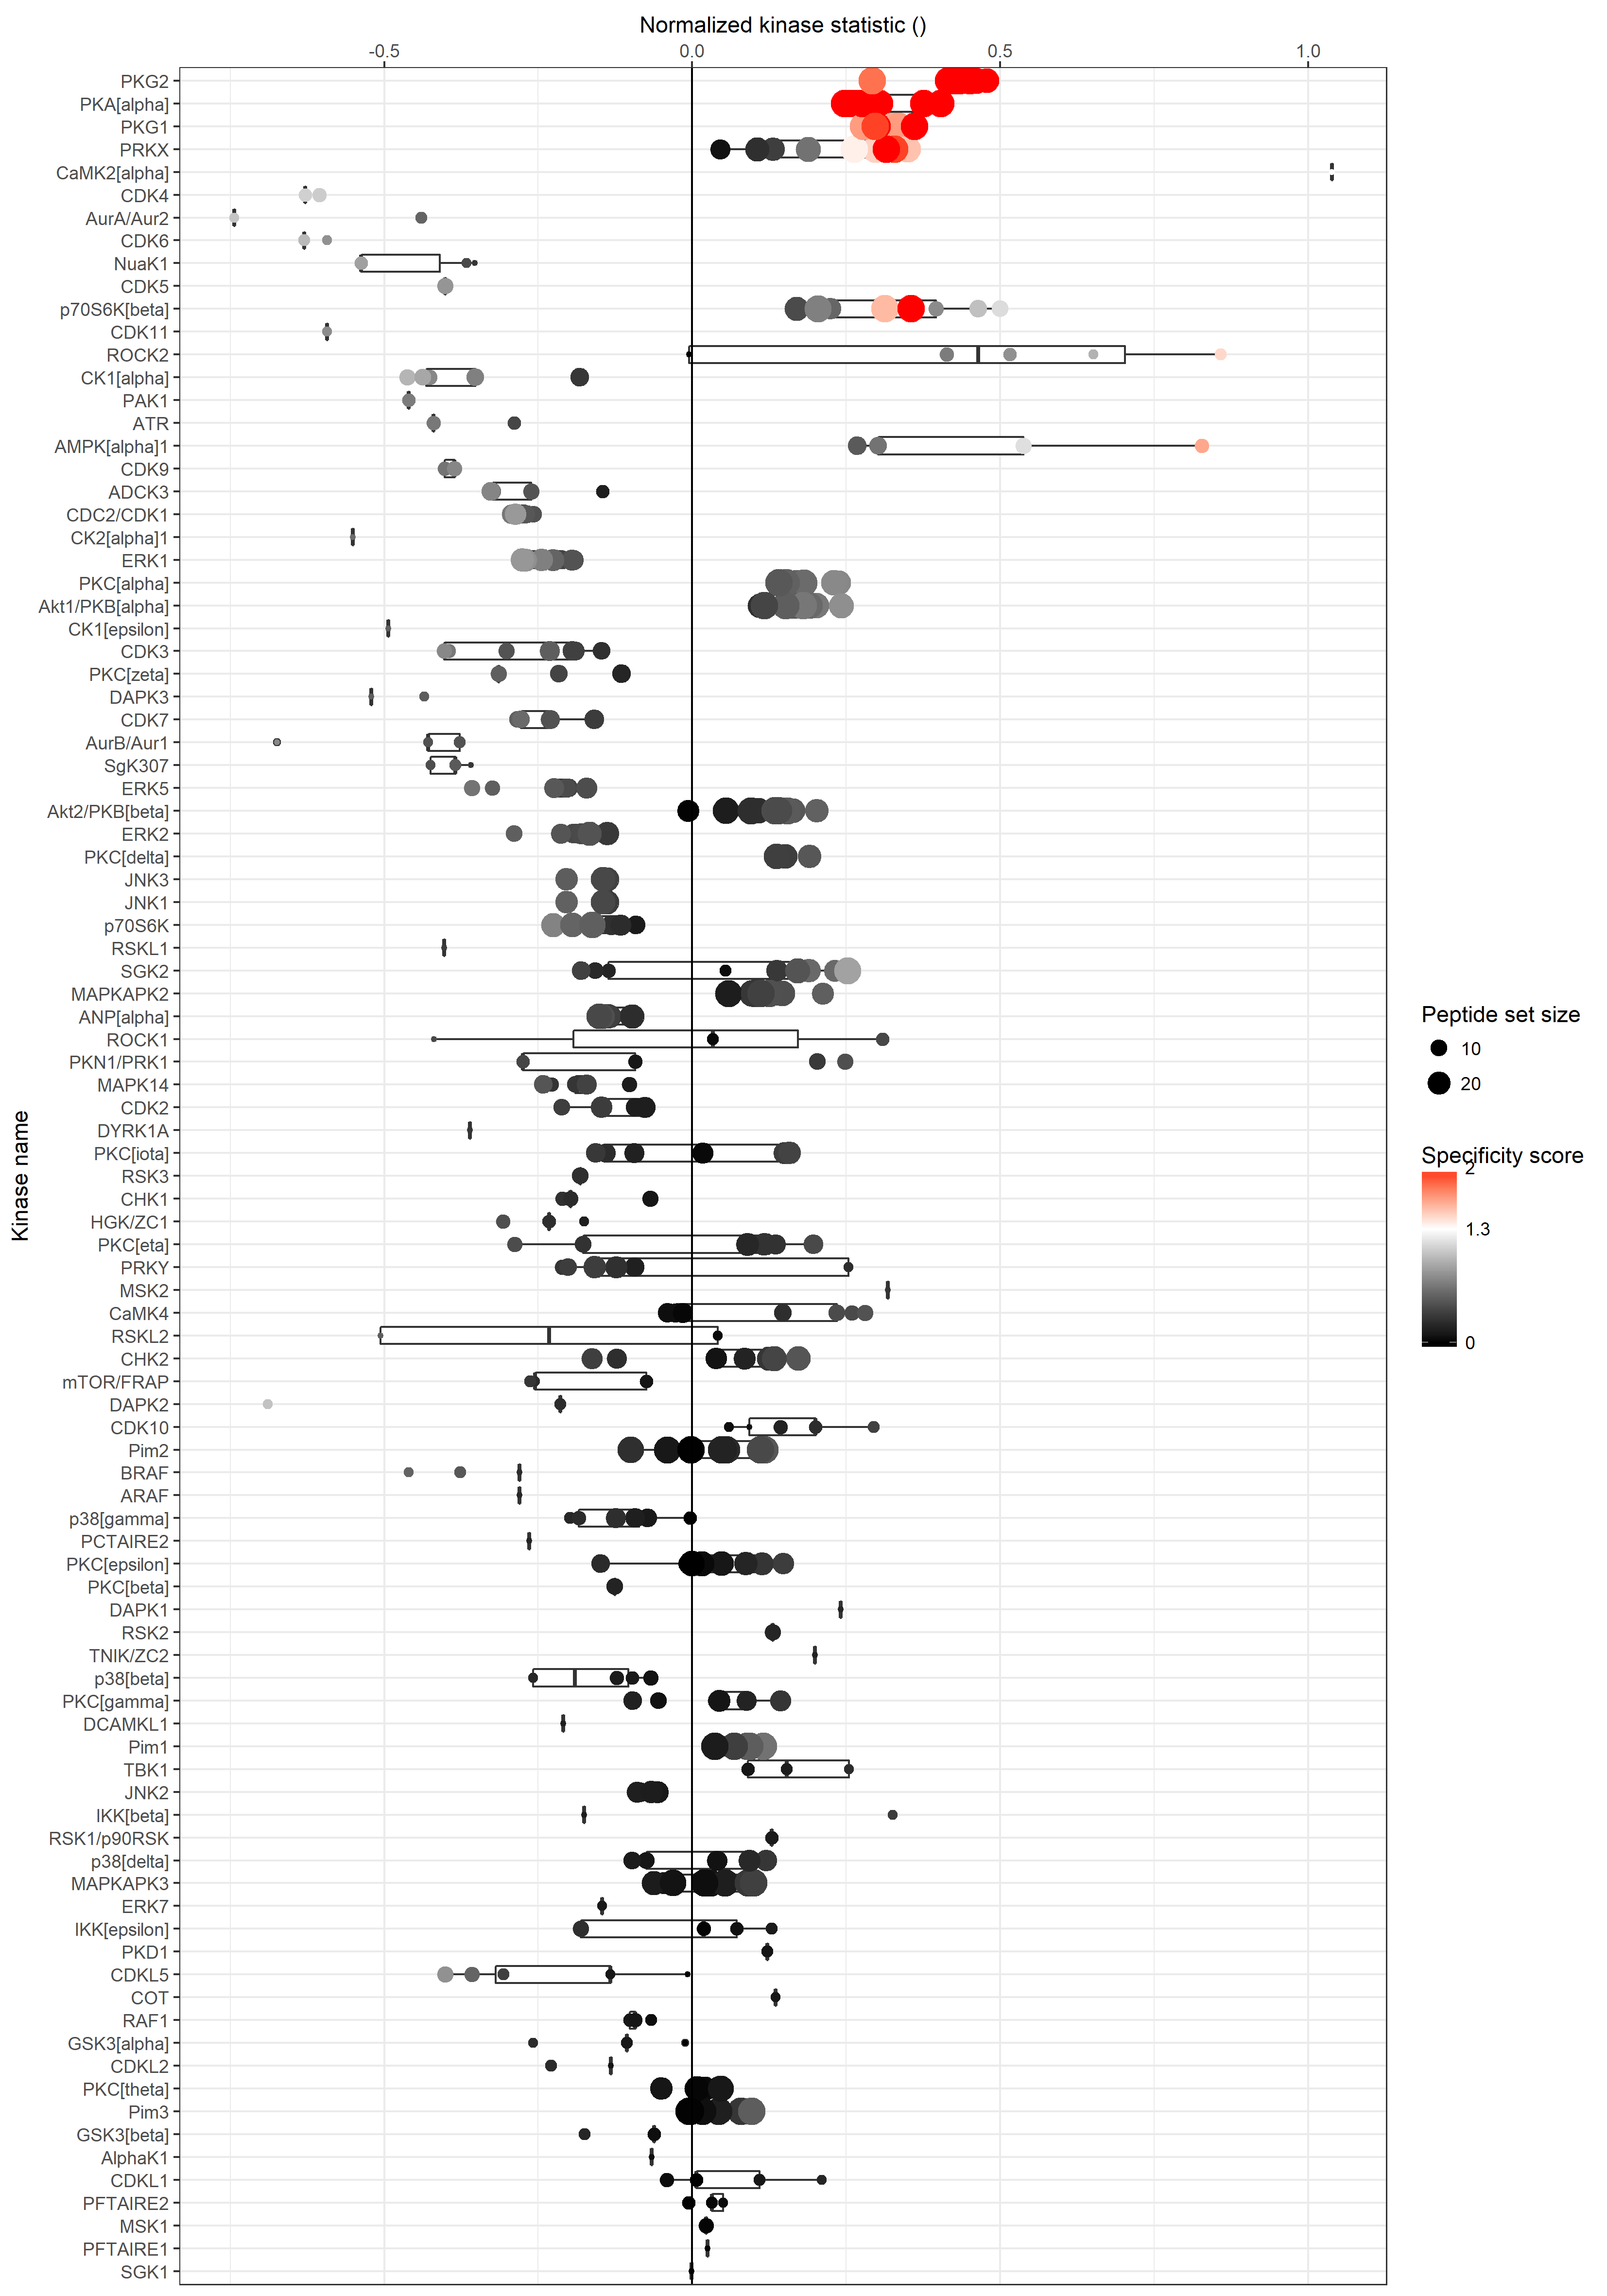 Normalized kinase statistic ()
-0.5 0.0 0.5 1.0
Kinase name
PKG2
PKA[alpha]
PKG1
PRKX
CaMK2[alpha]
CDK4
AurA/Aur2
CDK6
NuaK1
CDK5
p70S6K[beta]
CDK11
ROCK2
CK1[alpha]
PAK1
ATR
AMPK[alpha]1
CDK9
ADCK3
CDC2/CDK1
CK2[alpha]1
ERK1
PKC[alpha]
Akt1/PKB[alpha]
CK1[epsilon]
CDK3
PKC[zeta]
DAPK3
CDK7
AurB/Aur1
SgK307
ERK5
Akt2/PKB[beta]
ERK2
PKC[delta]
JNK3
JNK1
p70S6K
RSKL1
SGK2
MAPKAPK2
ANP[alpha]
ROCK1
PKN1/PRK1
MAPK14
CDK2
DYRK1A
PKC[iota]
RSK3
CHK1
HGK/ZC1
PKC[eta]
PRKY
MSK2
CaMK4
RSKL2
CHK2
mTOR/FRAP
DAPK2
CDK10
Pim2
BRAF
ARAF
p38[gamma]
PCTAIRE2
PKC[epsilon]
PKC[beta]
DAPK1
RSK2
TNIK/ZC2
p38[beta]
PKC[gamma]
DCAMKL1
Pim1
TBK1
JNK2
IKK[beta]
RSK1/p90RSK
p38[delta]
MAPKAPK3
ERK7
IKK[epsilon]
PKD1
CDKL5
COT
RAF1
GSK3[alpha]
CDKL2
PKC[theta]
Pim3
GSK3[beta]
AlphaK1
CDKL1
PFTAIRE2
MSK1
PFTAIRE1
SGK1
Peptide set size
10
20
Specificity score
2
1.3
0